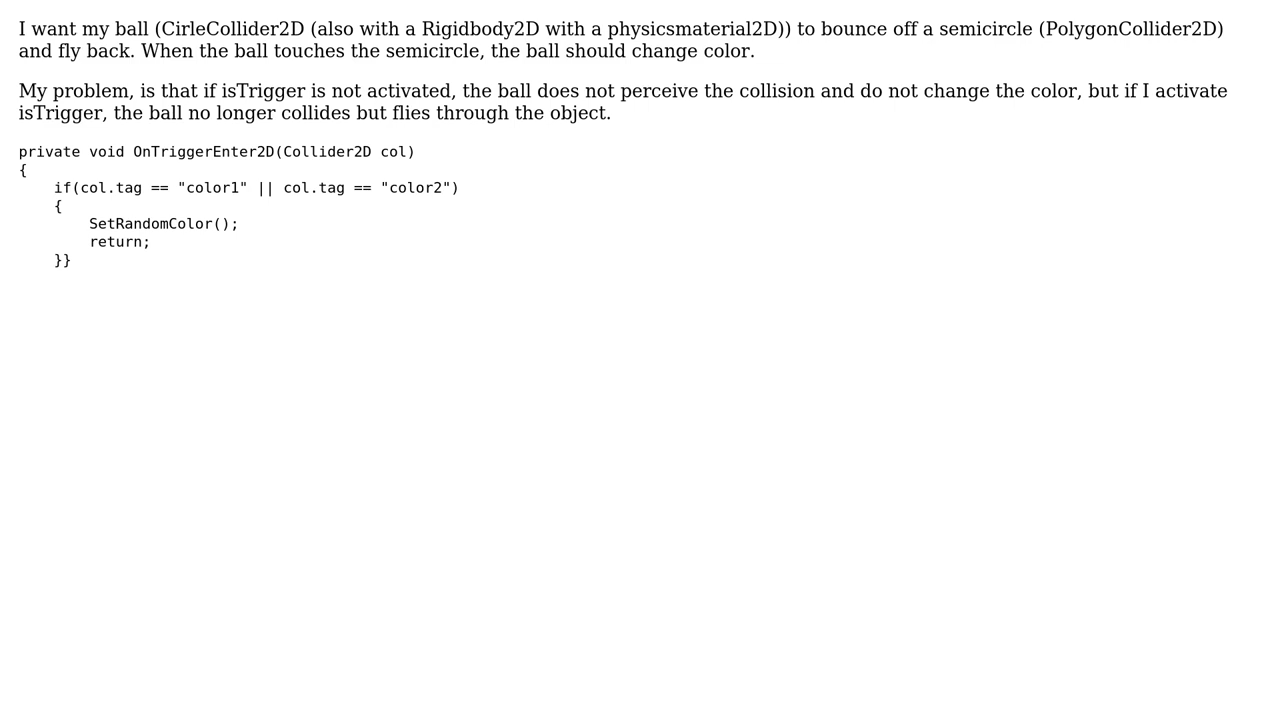 I want my ball (CirleCollider2D (also with a Rigidbody2D with a physicsmaterial2D)) to bounce off a semicircle (PolygonCollider2D)
and fly back. When the ball touches the semicircle, the ball should change color.
My problem, is that if isTrigger is not activated, the ball does not perceive the collision and do not change the color, but if I activate
isTrigger, the ball no longer collides but flies through the object.
private void OnTriggerEnter2D(Collider2D col)
{
    if(col.tag == "color1" || col.tag == "color2")
    {
        SetRandomColor();
        return;
    }}